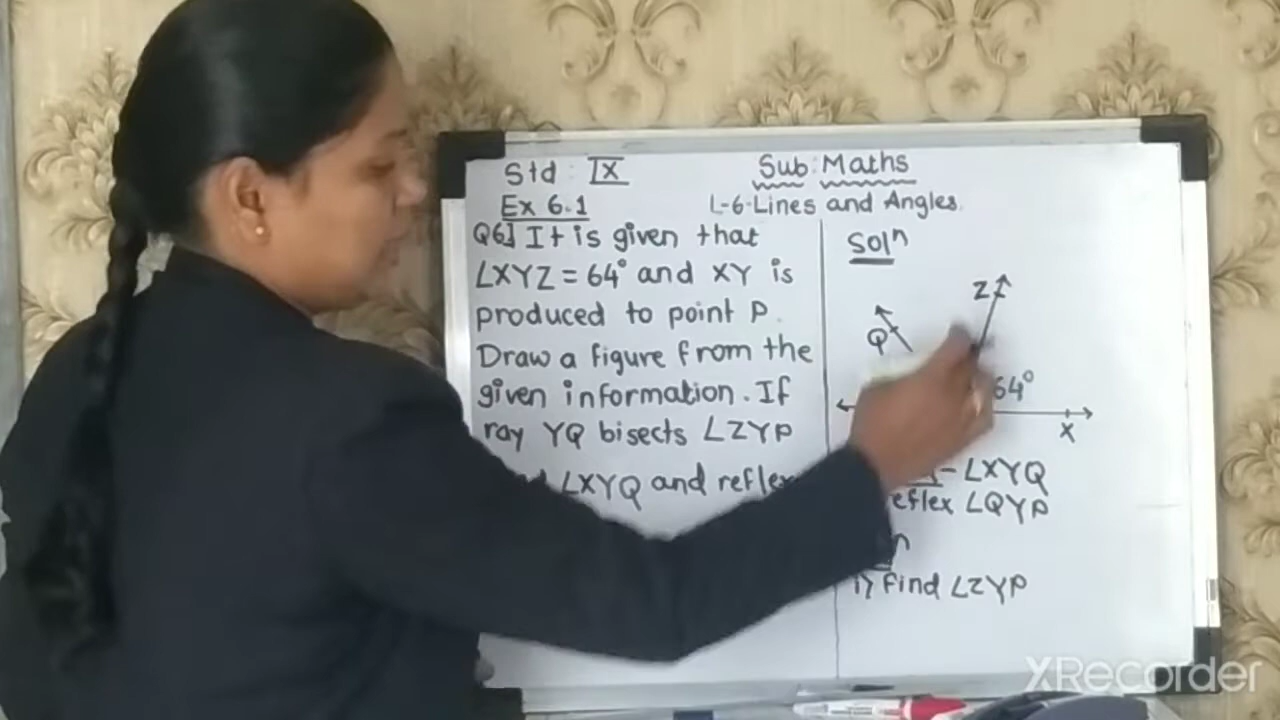 Std : IX
Sub: Maths
Ex 6.1
L-6-Lines and Angles.
Q6] It is given that
∠XYZ = 64° and XY is
produced to point P.
Draw a figure from the
given information. If
ray YQ bisects ∠ZYP
∠XYQ and reflex
Solⁿ
Z
Q
64°
X
- ∠XYQ
reflex ∠QYP
i) find ∠ZYP
XRecorder